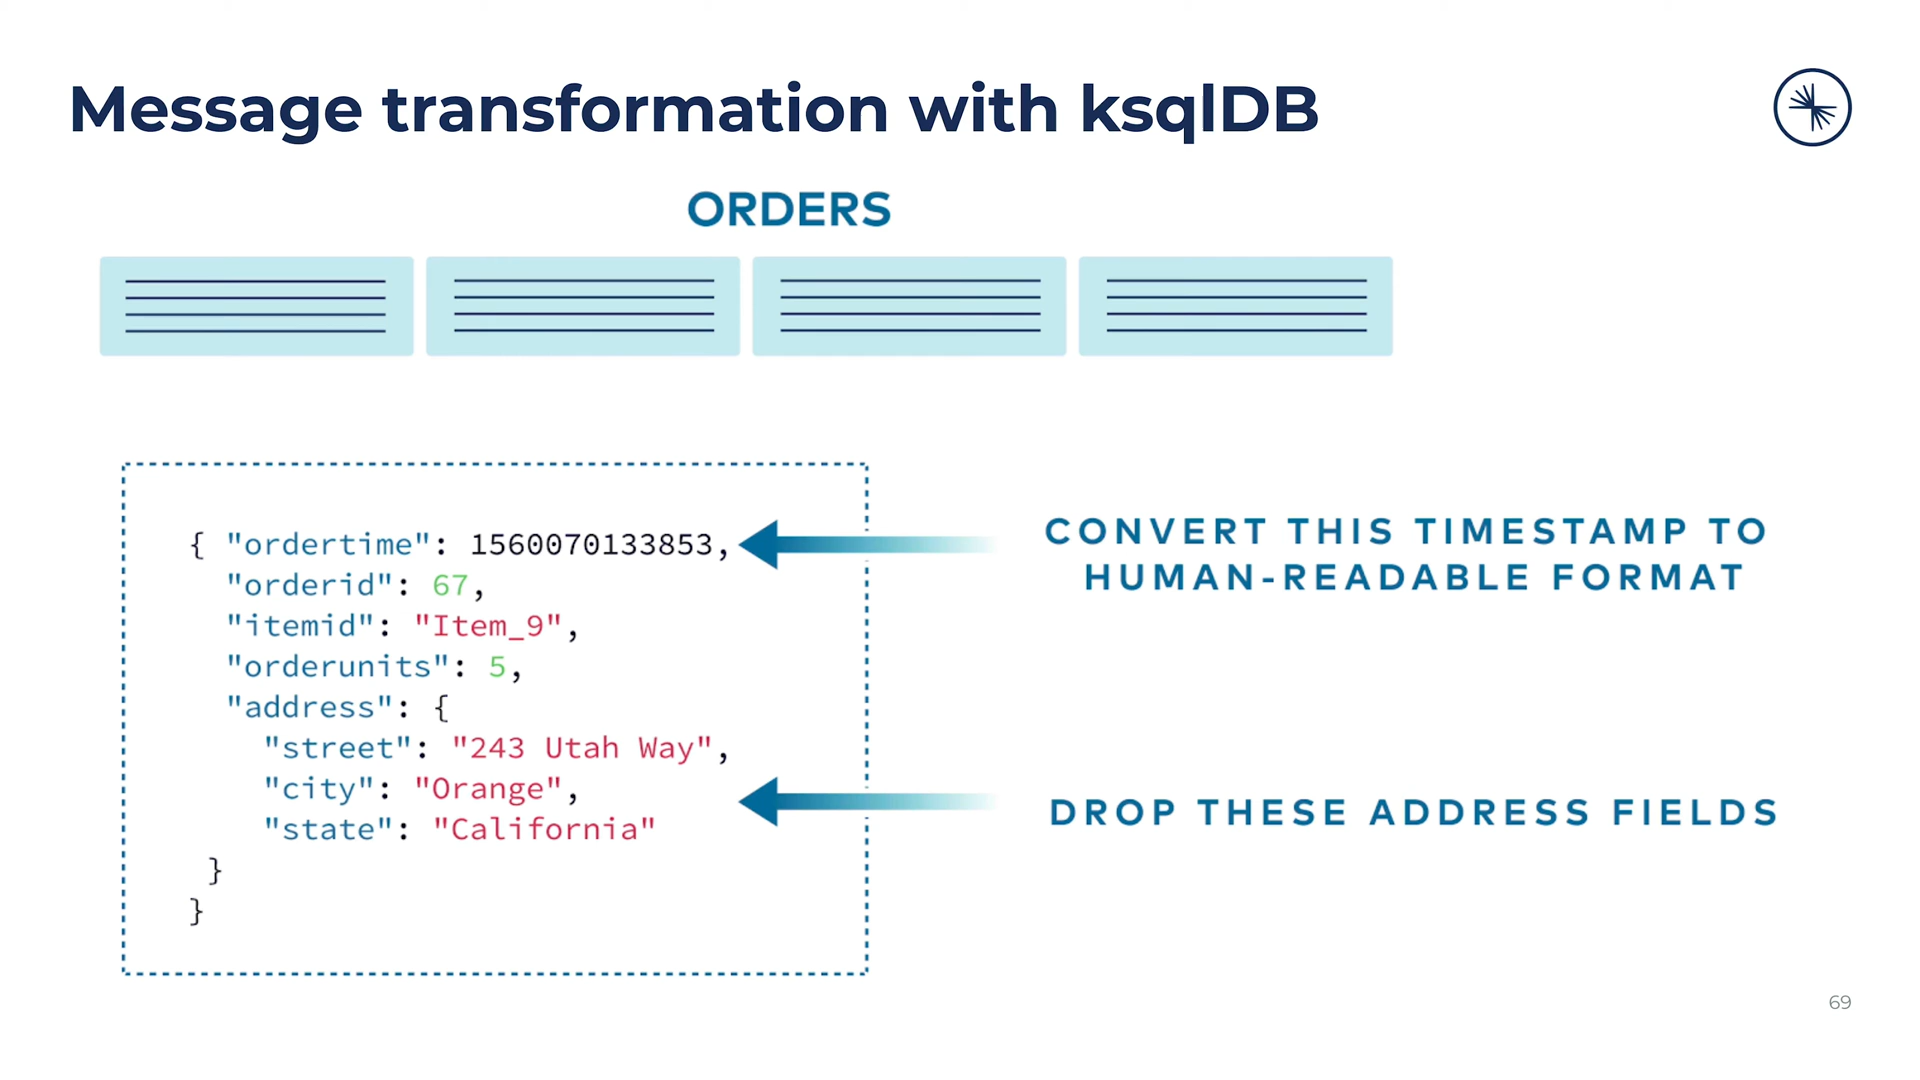 Message transformation with ksqlDB
ORDERS
{ "ordertime": 1560070133853,
"orderid": 67,
"itemid": "Item_9",
"orderunits": 5,
"address": {
"street": "243 Utah Way",
"city": "Orange",
"state": "California"
}
}
CONVERT THIS TIMESTAMP TO
HUMAN-READABLE FORMAT
DROP THESE ADDRESS FIELDS
69